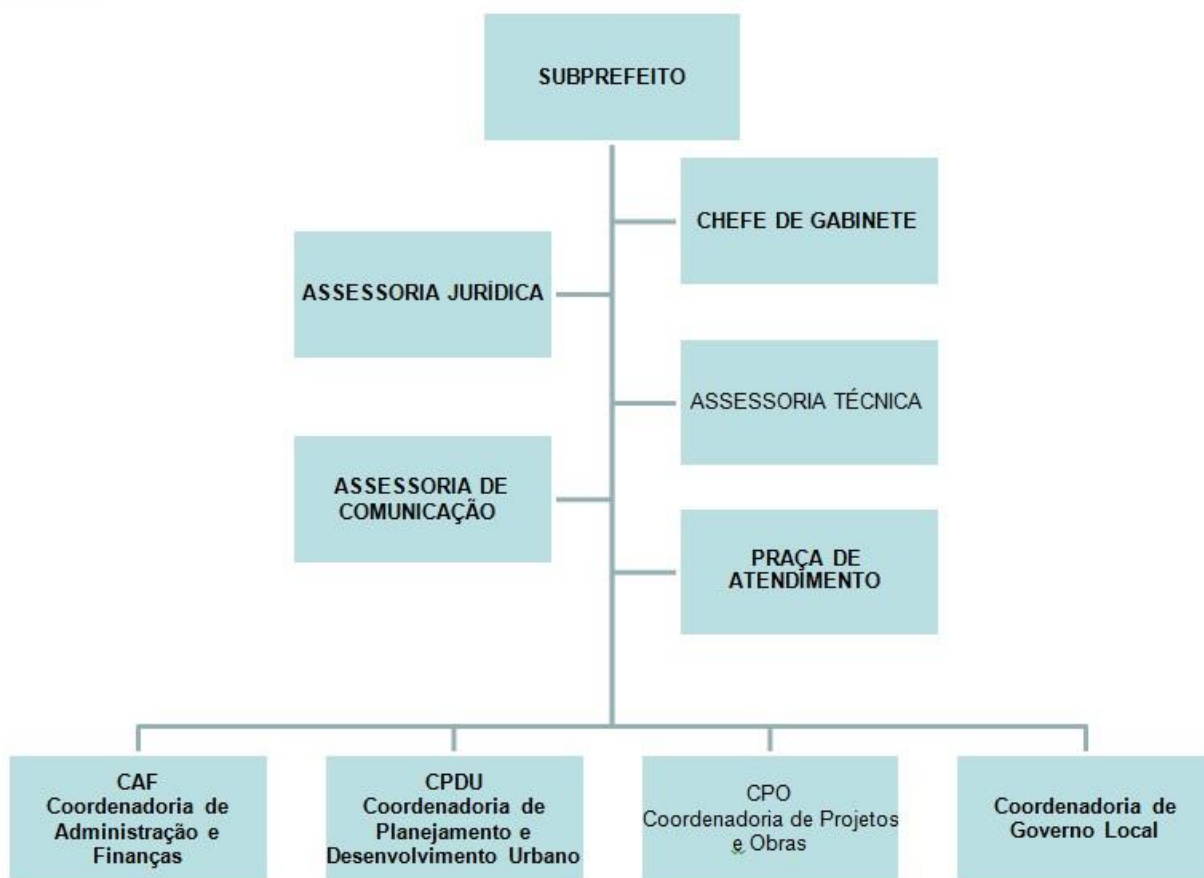 SUBPREFEITO
CHEFE DE GABINETE
ASSESSORIA JURÍDICA
ASSESSORIA TÉCNICA
ASSESSORIA DE
COMUNICAÇÃO
PRAÇA DE
ATENDIMENTO
CAF
Coordenadoria de
Administração e
Finanças
CPDU
Coordenadoria de
Planejamento e
Desenvolvimento Urbano
CPO
Coordenadoria de Projetos
e Obras
Coordenadoria de
Governo Local